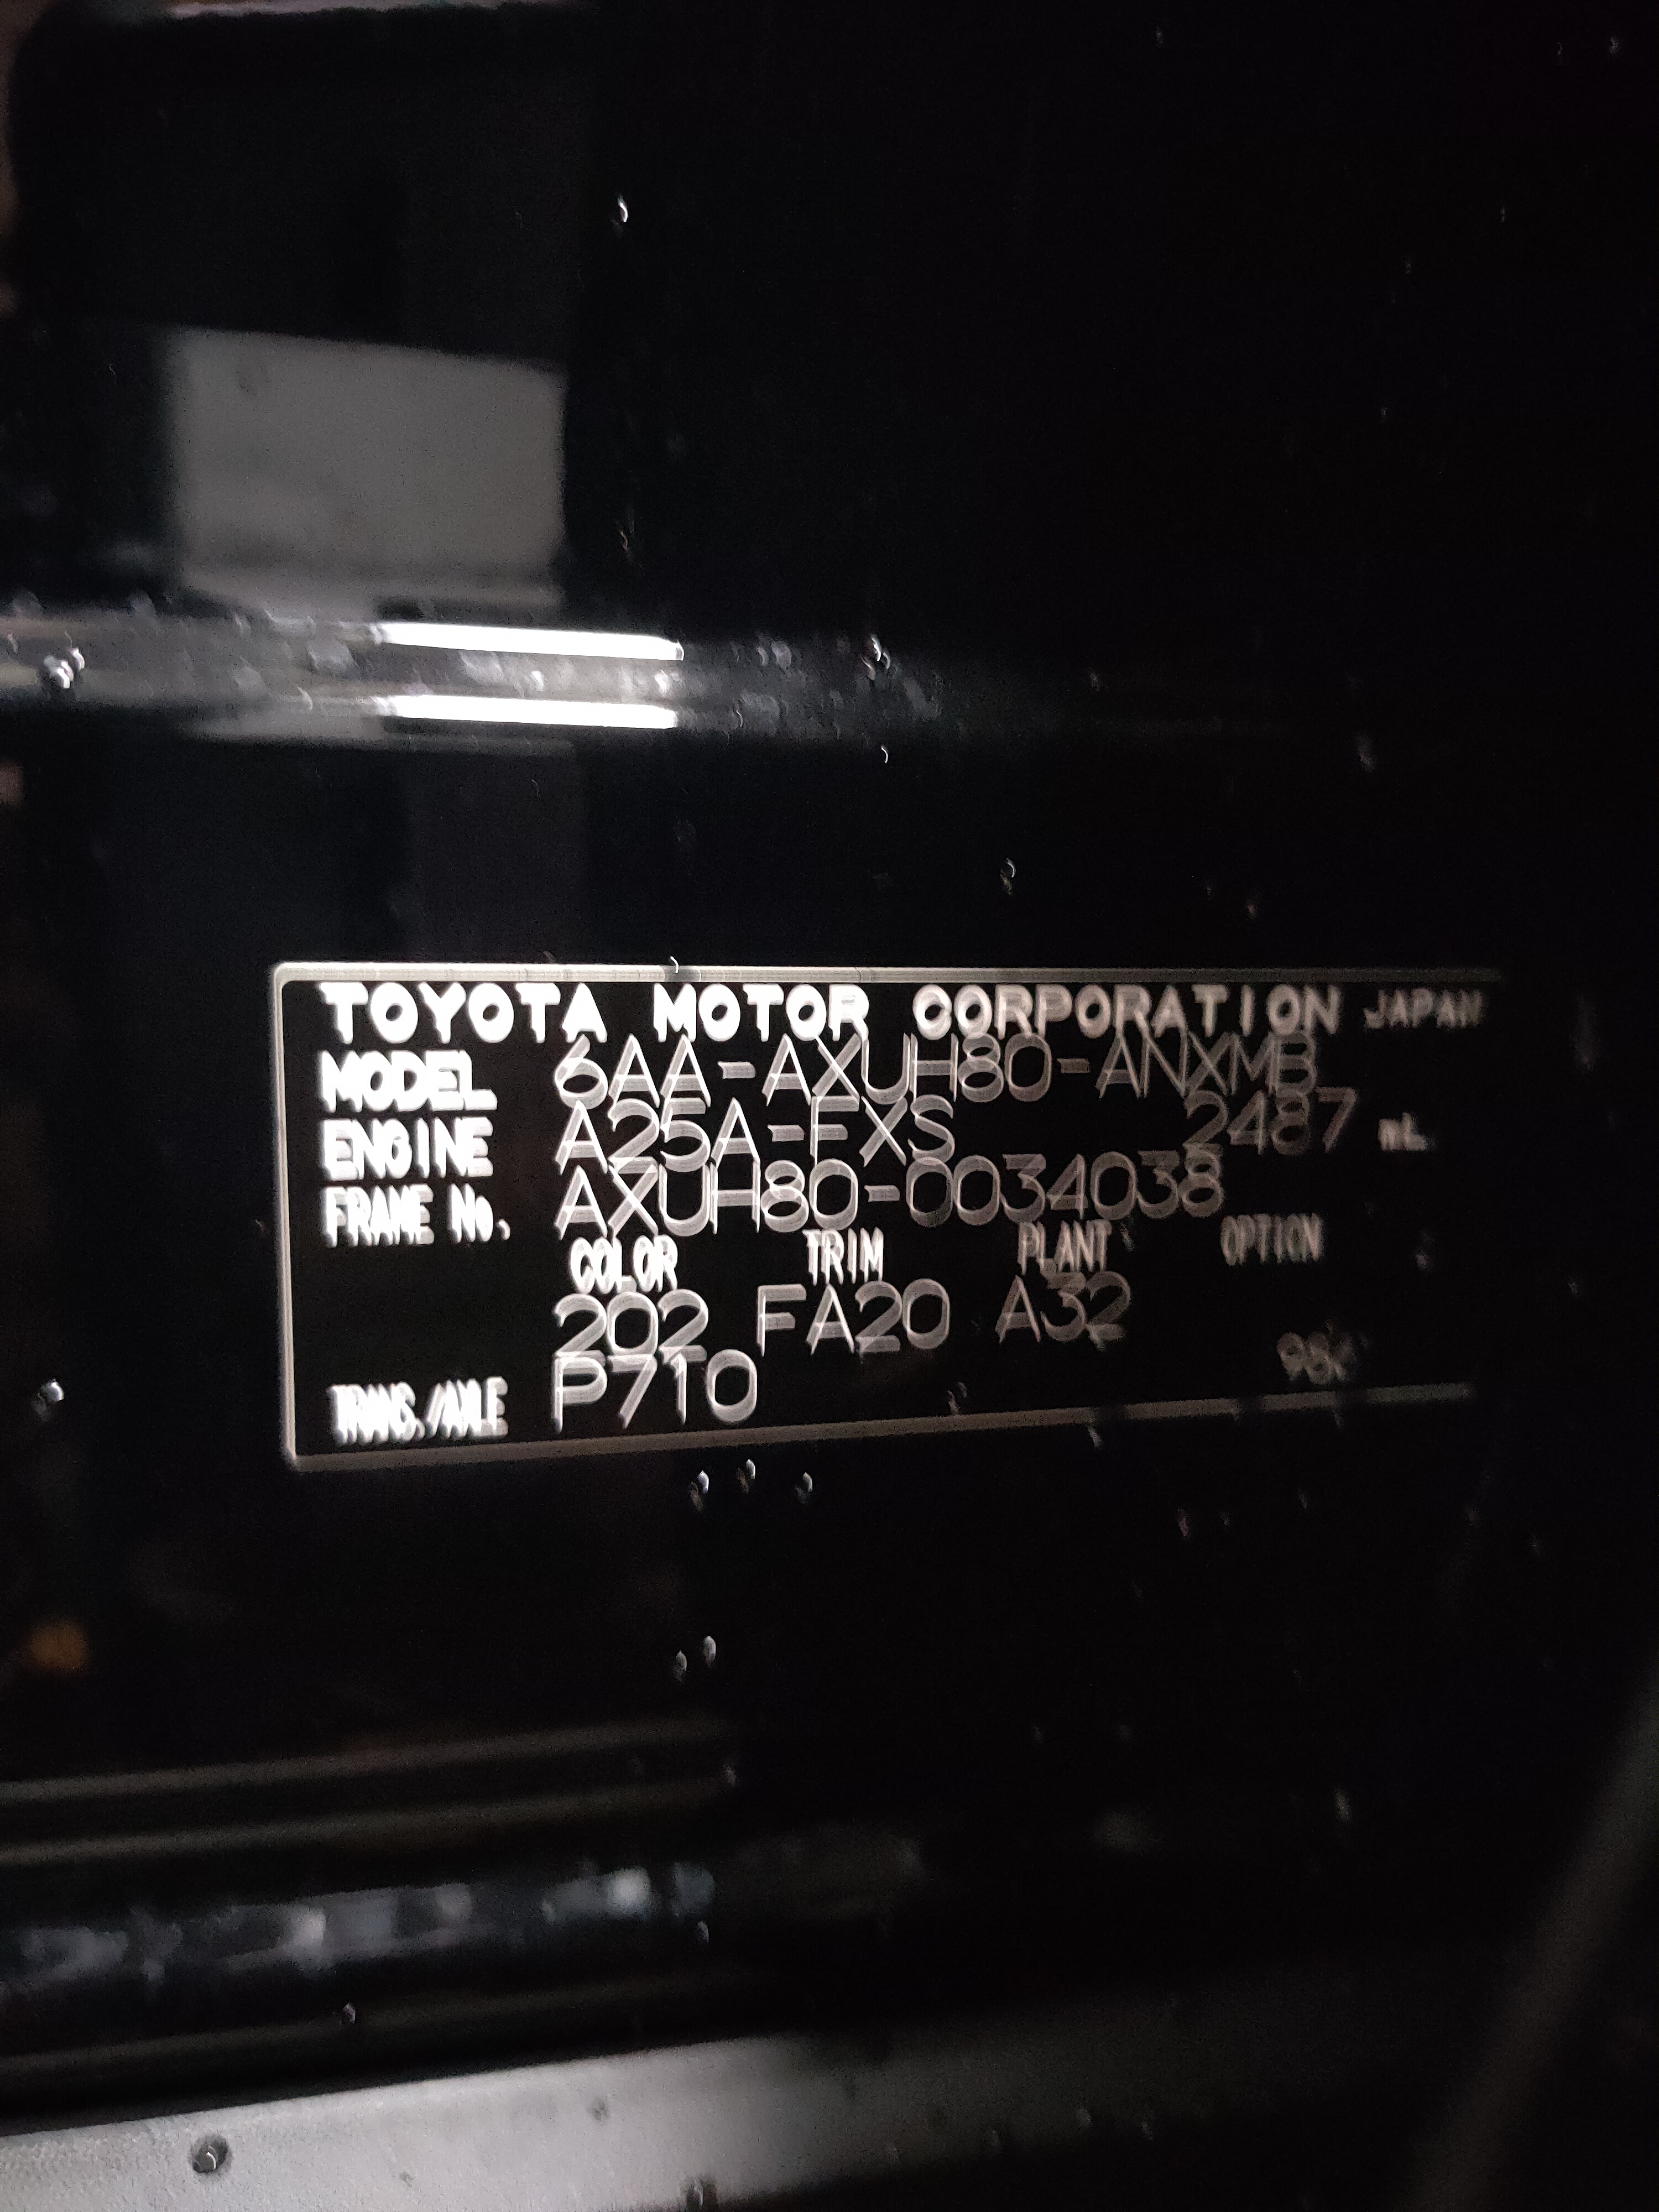 TOYOTA MOTOR CORPORATION JAPAN
MODEL 6AA-AXUH80-ANXMB
ENGINE A25A-FXS 2487 mL
FRAME No. AXUH80-0034038
COLOR TRIM PLANT OPTION
202 FA20 A32
TRANS./AXLE P710